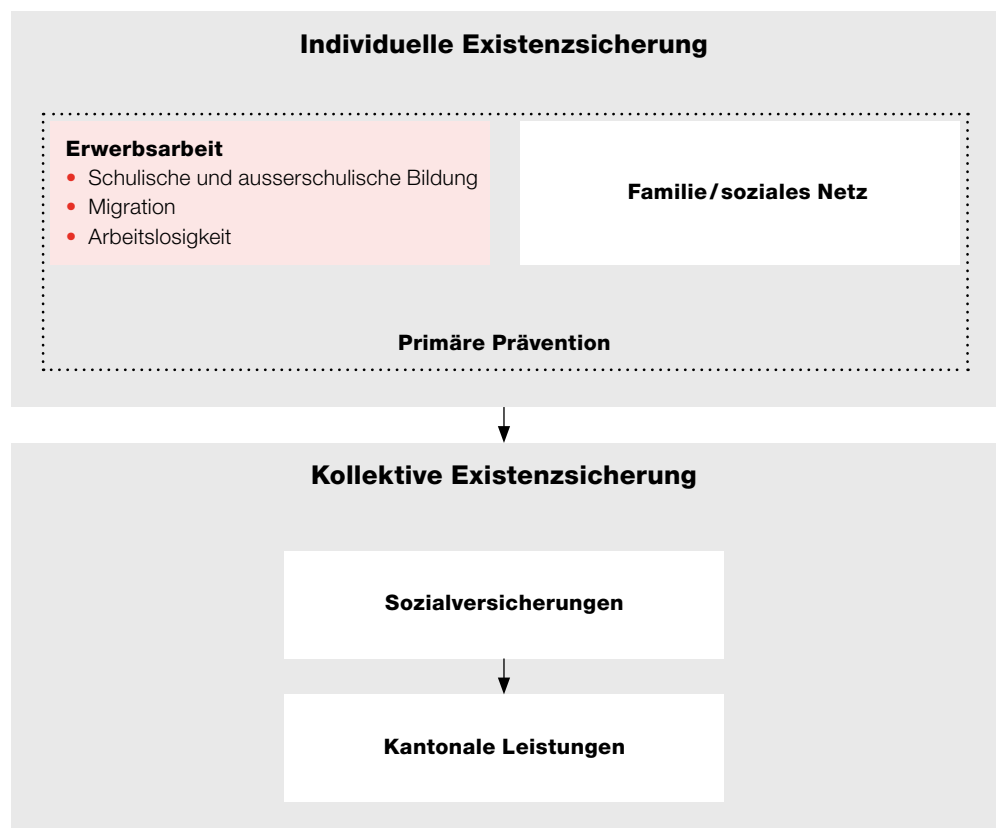 Individuelle Existenzsicherung
Erwerbsarbeit
• Schulische und ausserschulische Bildung
• Migration
• Arbeitslosigkeit
Familie/soziales Netz
Primäre Prävention
Kollektive Existenzsicherung
Sozialversicherungen
Kantonale Leistungen